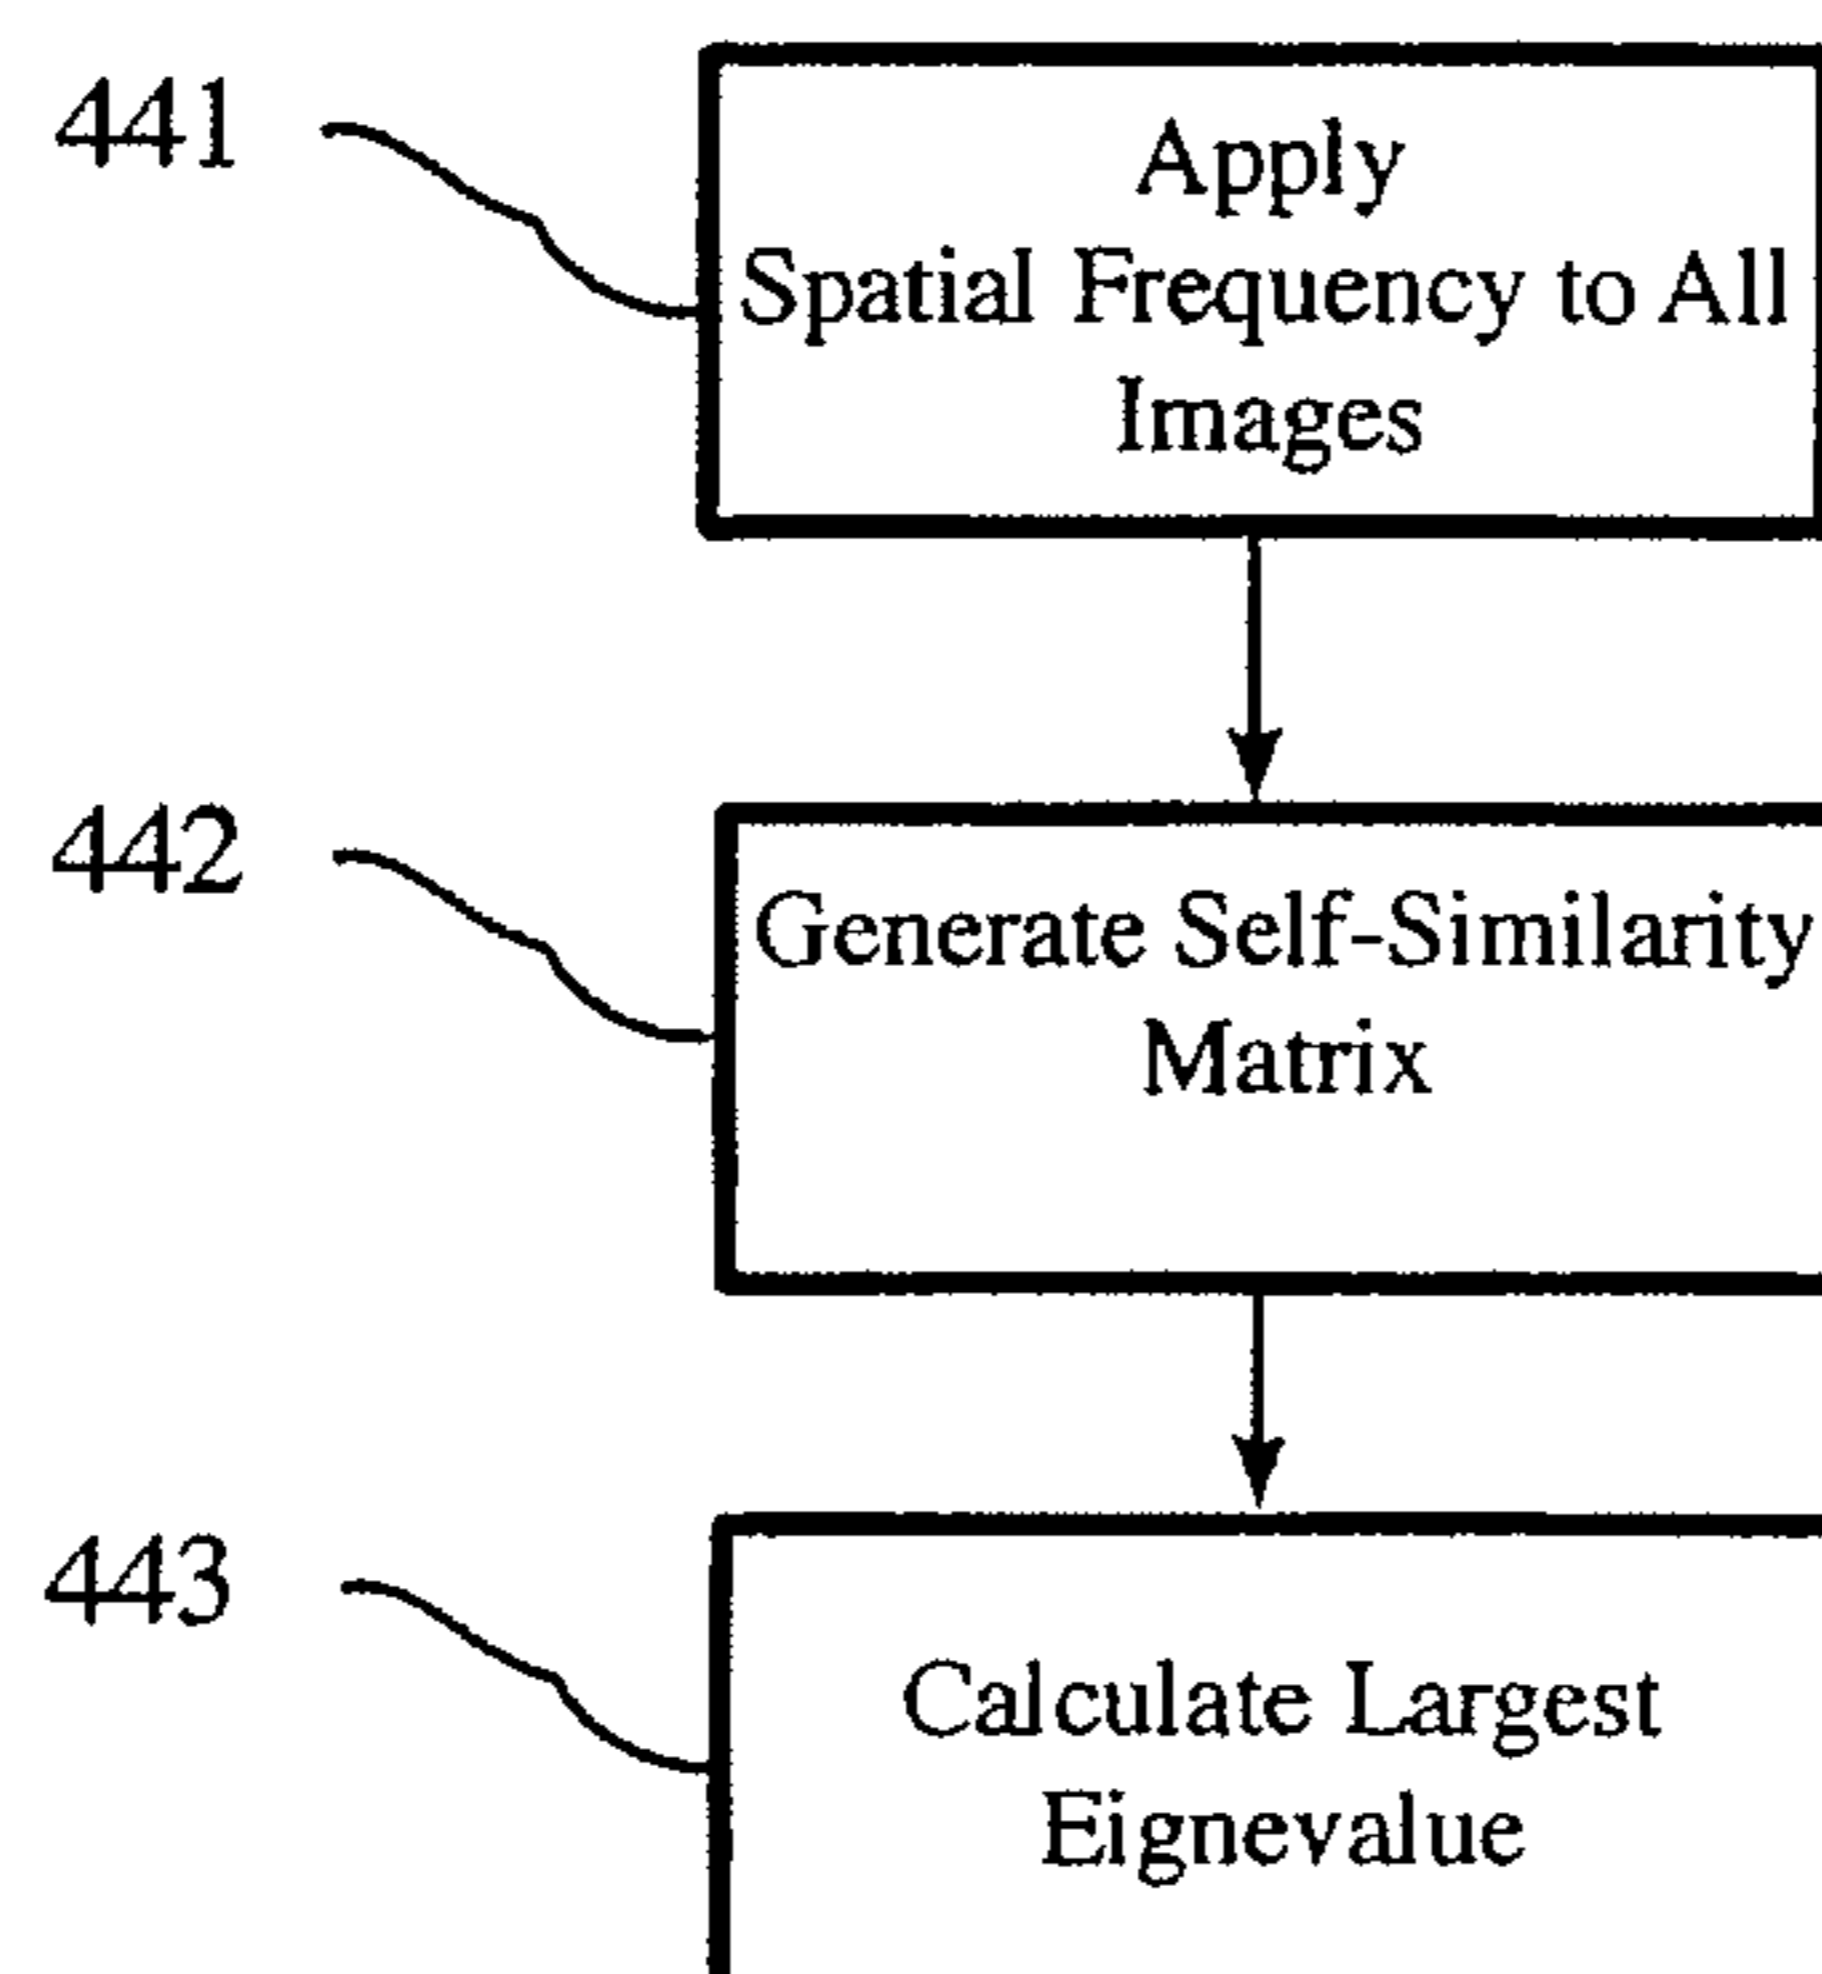 441
Apply
Spatial Frequency to All
Images
442
Generate Self-Similarity
Matrix
443
Calculate Largest
Eignevalue